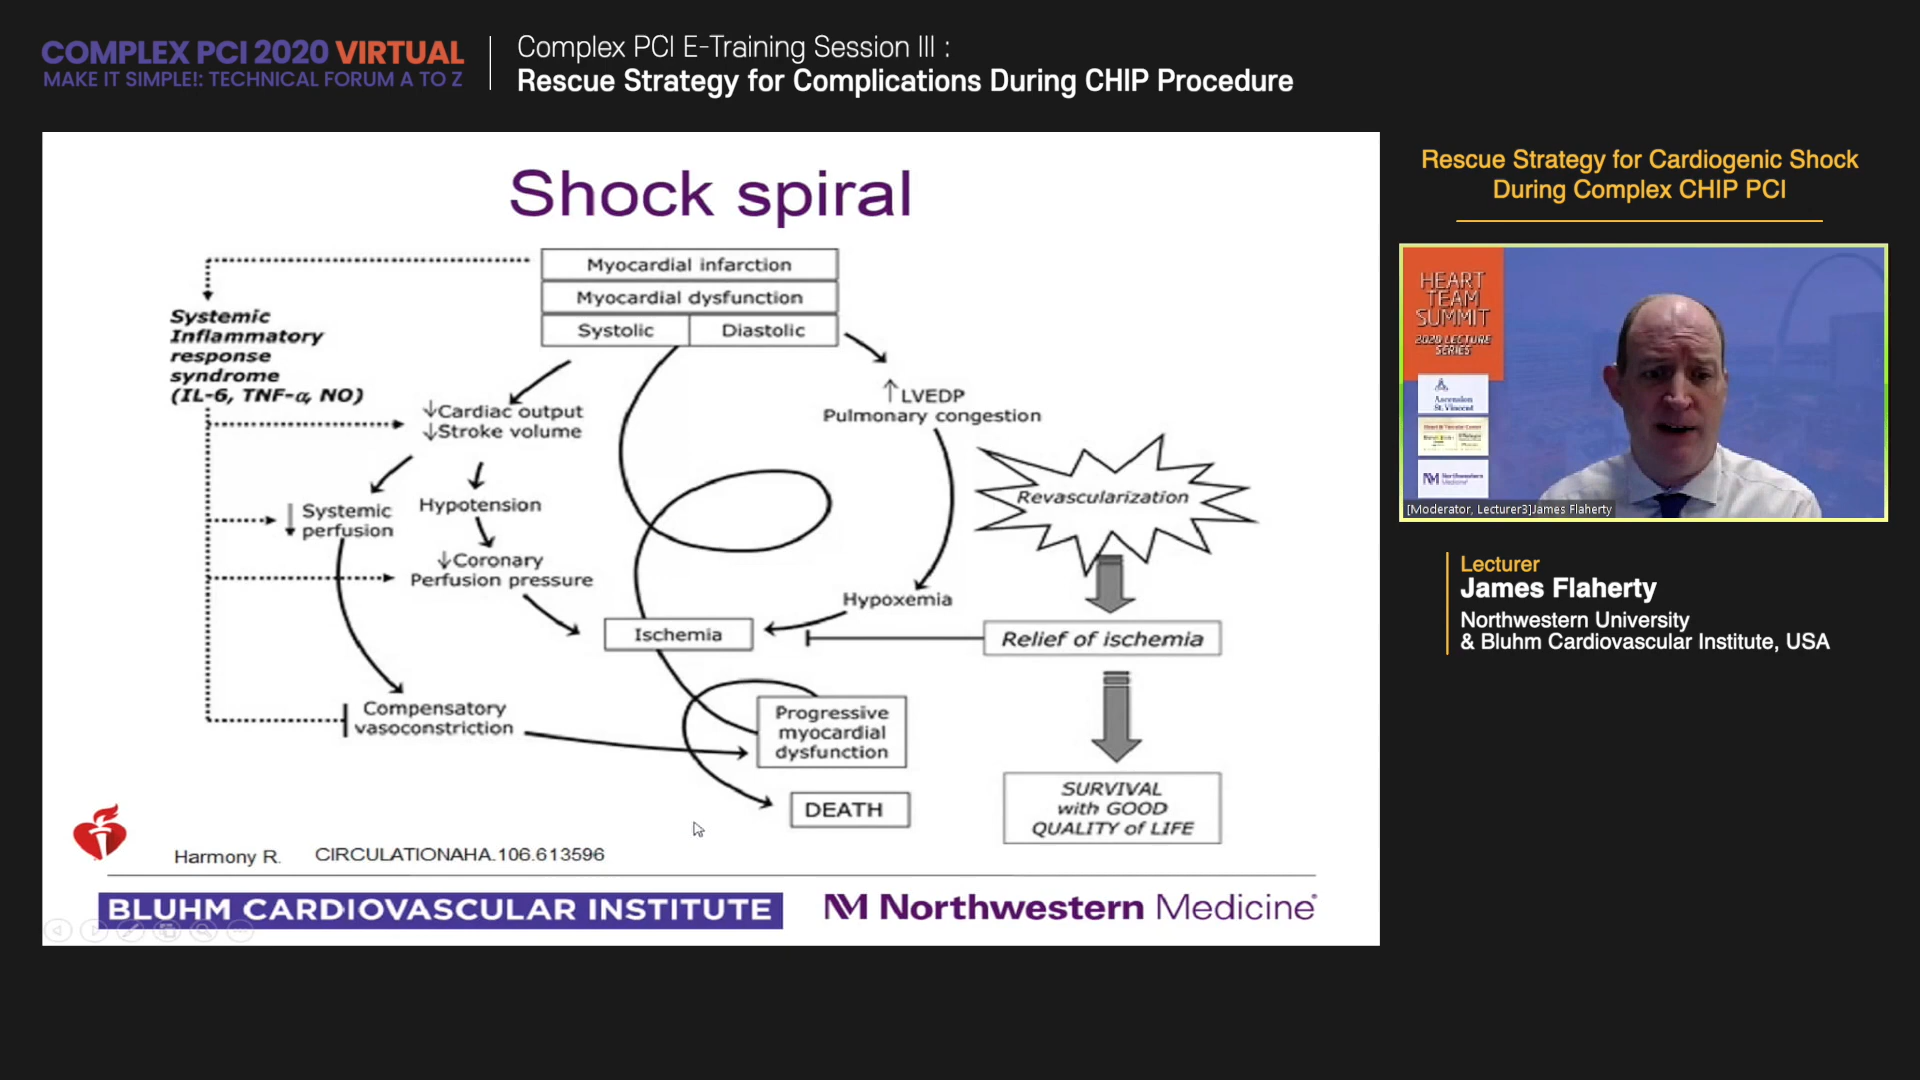 COMPLEX PCI 2020 VIRTUAL
MAKE IT SIMPLE!: TECHNICAL FORUM A TO Z
Complex PCI E-Training Session III :
Rescue Strategy for Complications During CHIP Procedure
Shock spiral
Myocardial infarction
Myocardial dysfunction
Systolic
Diastolic
Systemic
Inflammatory
response
syndrome
(IL-6, TNF-α, NO)
↓Cardiac output
↓Stroke volume
↑LVEDP
Pulmonary congestion
↓ Systemic
perfusion
Hypotension
↓Coronary
Perfusion pressure
Revascularization
Hypoxemia
Ischemia
Relief of ischemia
Compensatory
vasoconstriction
Progressive
myocardial
dysfunction
DEATH
SURVIVAL
with GOOD
QUALITY of LIFE
Harmony R. CIRCULATIONAHA.106.613596
BLUHM CARDIOVASCULAR INSTITUTE
NM Northwestern Medicine®
Rescue Strategy for Cardiogenic Shock
During Complex CHIP PCI
HEART
TEAM
SUMMIT
2020 LECTURE
SERIES
Ascension
St. Vincent
Northwestern
Medicine
[Moderator, Lecturer3]James Flaherty
Lecturer
James Flaherty
Northwestern University
& Bluhm Cardiovascular Institute, USA